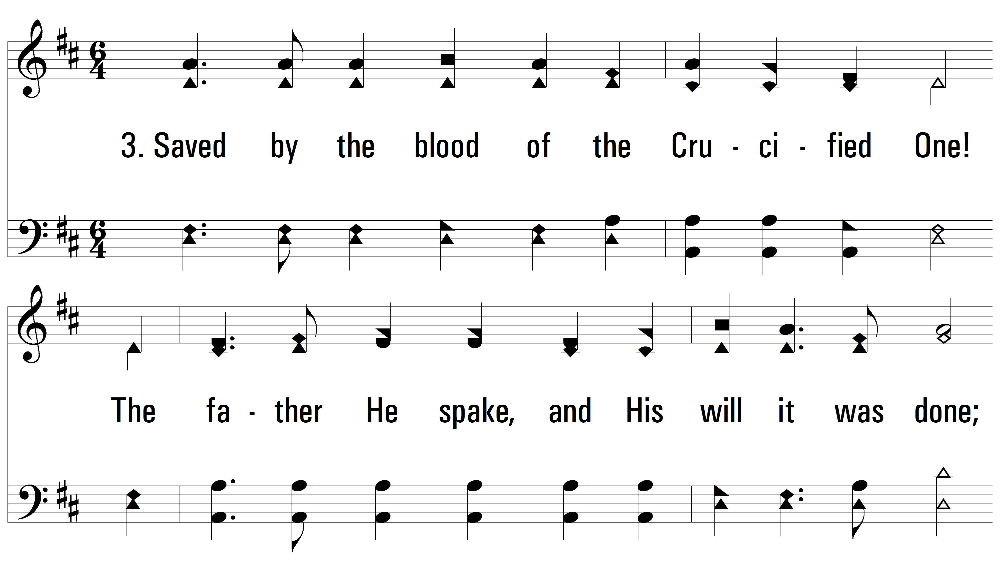 3. Saved by the blood of the Cru - ci - fied One!
The fa - ther He spake, and His will it was done;